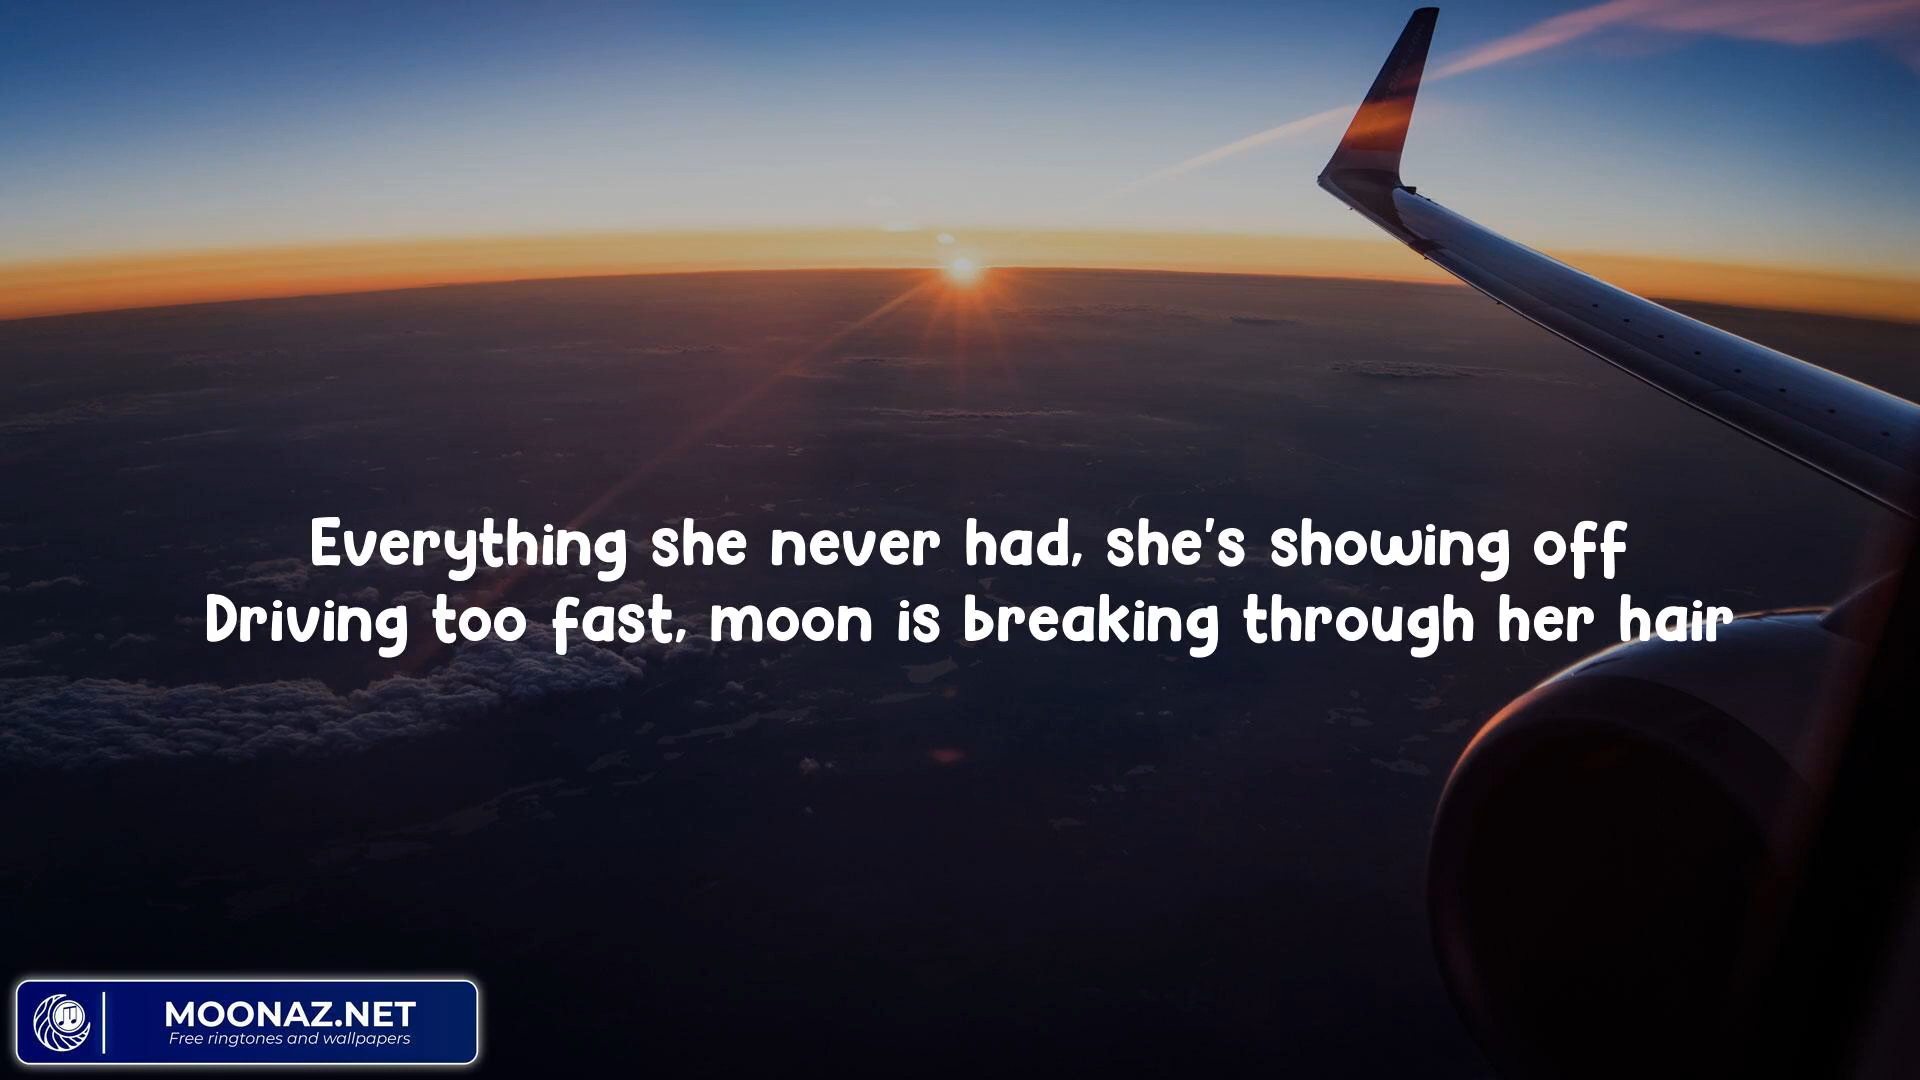 Everything she never had, she's showing off
Driving too fast, moon is breaking through her hair
MOONAZ.NET
Free ringtones and wallpapers